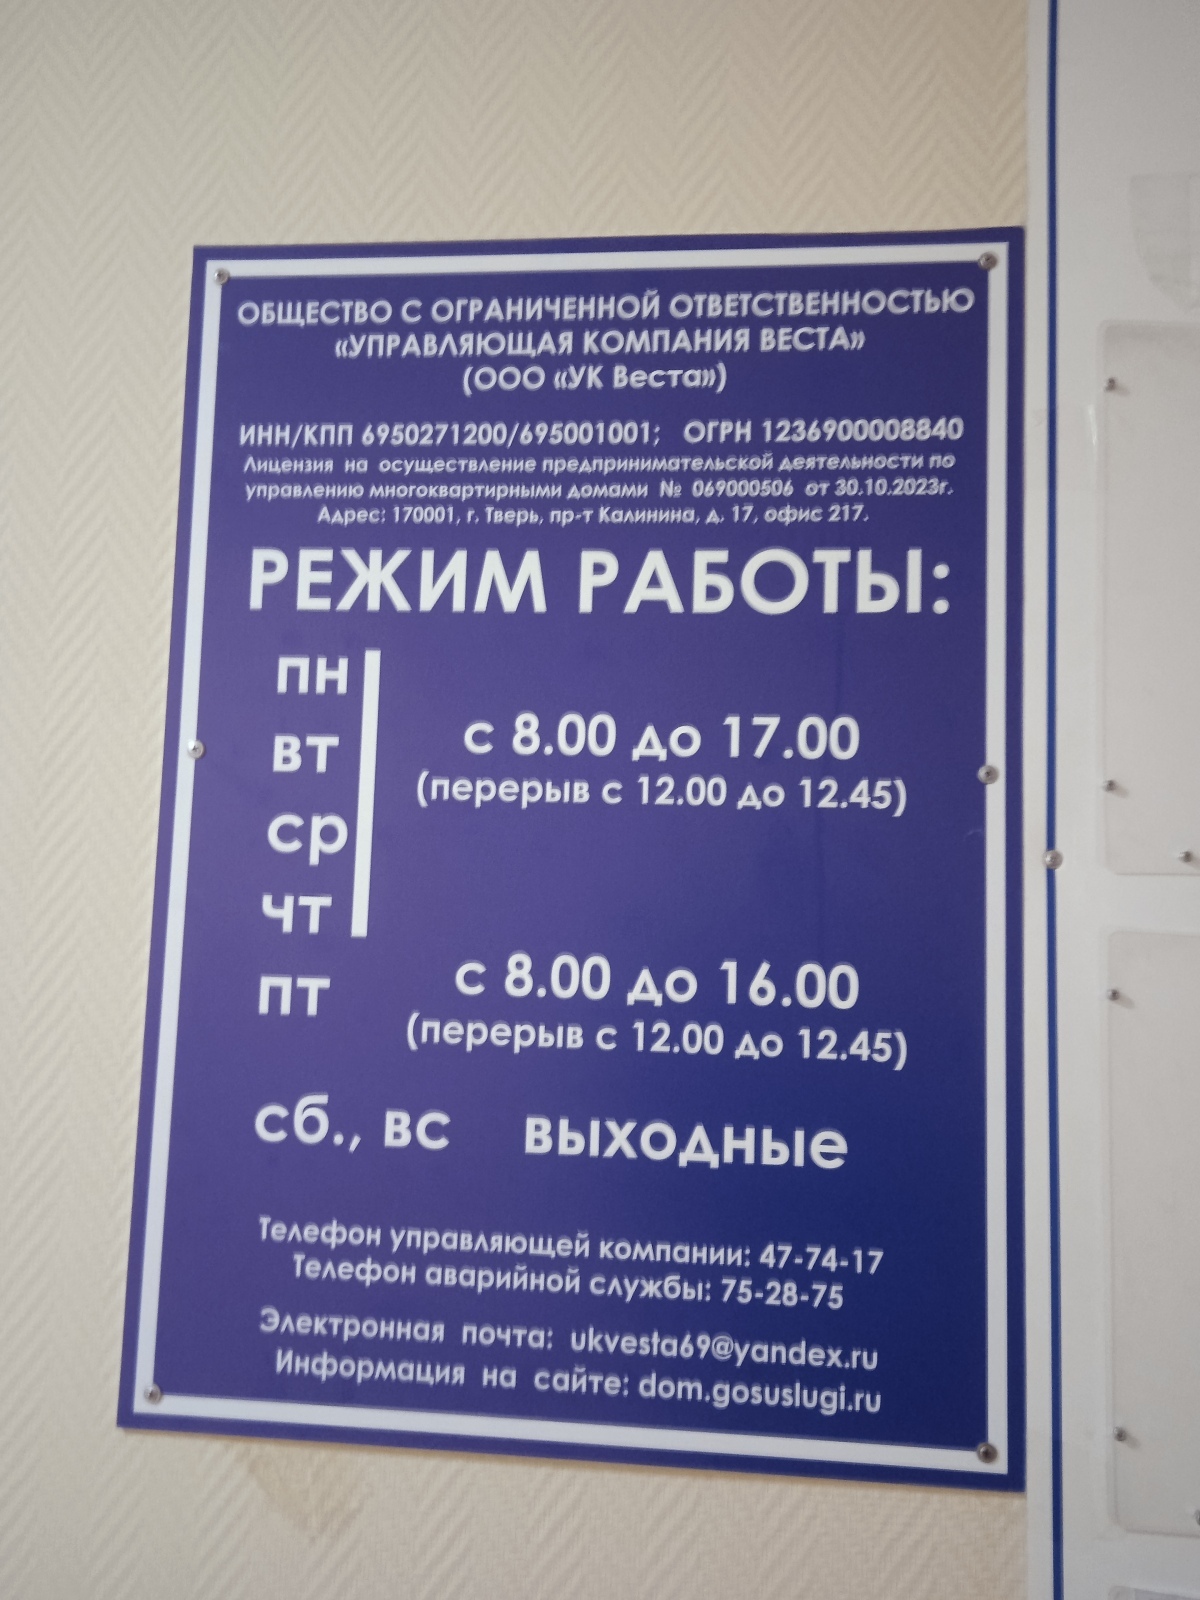 ОБЩЕСТВО С ОГРАНИЧЕННОЙ ОТВЕТСТВЕННОСТЬЮ
«УПРАВЛЯЮЩАЯ КОМПАНИЯ ВЕСТА»
(ООО «УК Веста»)
ИНН/КПП 6950271200/695001001; ОГРН 1236900008840
Лицензия на осуществление предпринимательской деятельности по
управлению многоквартирными домами № 069000506 от 30.10.2023г.
Адрес: 170001, г. Тверь, пр-т Калинина, д. 17, офис 217.
РЕЖИМ РАБОТЫ:
пн
вт
ср
чт
с 8.00 до 17.00
(перерыв с 12.00 до 12.45)
пт
с 8.00 до 16.00
(перерыв с 12.00 до 12.45)
сб., вс выходные
Телефон управляющей компании: 47-74-17
Телефон аварийной службы: 75-28-75
Электронная почта: ukvesta69@yandex.ru
Информация на сайте: dom.gosuslugi.ru